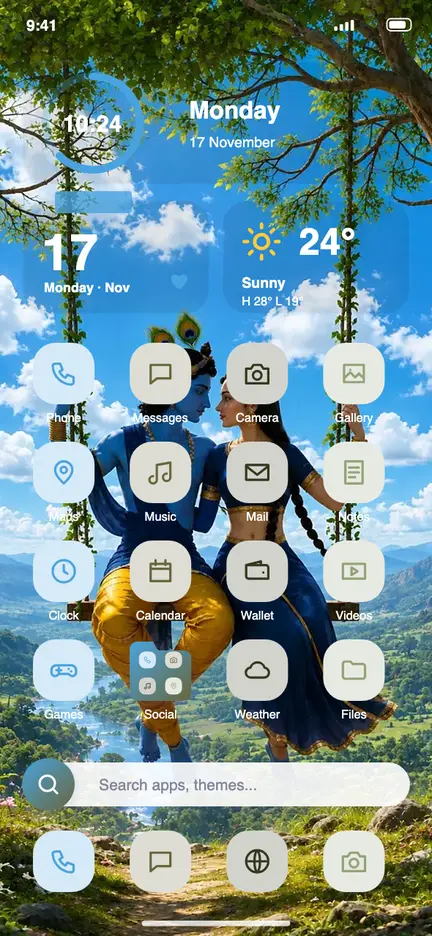 9:41
10:24
Monday
17 November
17
Monday · Nov
24°
Sunny
H 28° L 19°
Phone
Messages
Camera
Gallery
Maps
Music
Mail
Notes
Clock
Calendar
Wallet
Videos
Games
Social
Weather
Files
Search apps, themes...